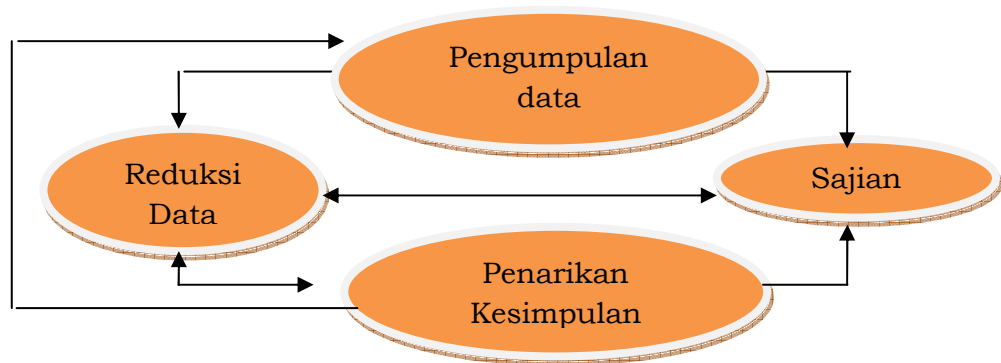 Pengumpulan
data
Reduksi
Data
Sajian
Penarikan
Kesimpulan